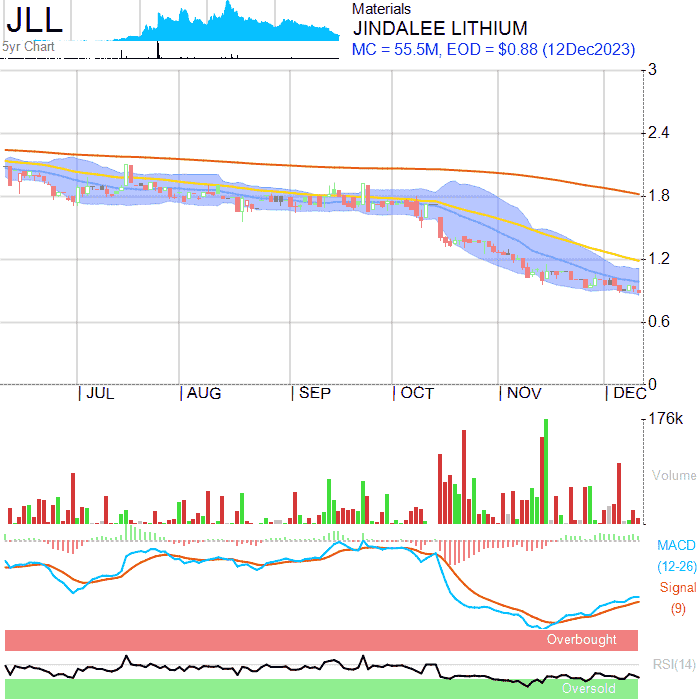 JLL
5yr Chart
Materials
JINDALEE LITHIUM
MC = 55.5M, EOD = $0.88 (12Dec2023)
3
2.4
1.8
1.2
0.6
0
JUL
AUG
SEP
OCT
NOV
DEC
176k
Volume
MACD
(12-26)
Signal
(9)
Overbought
RSI(14)
Oversold